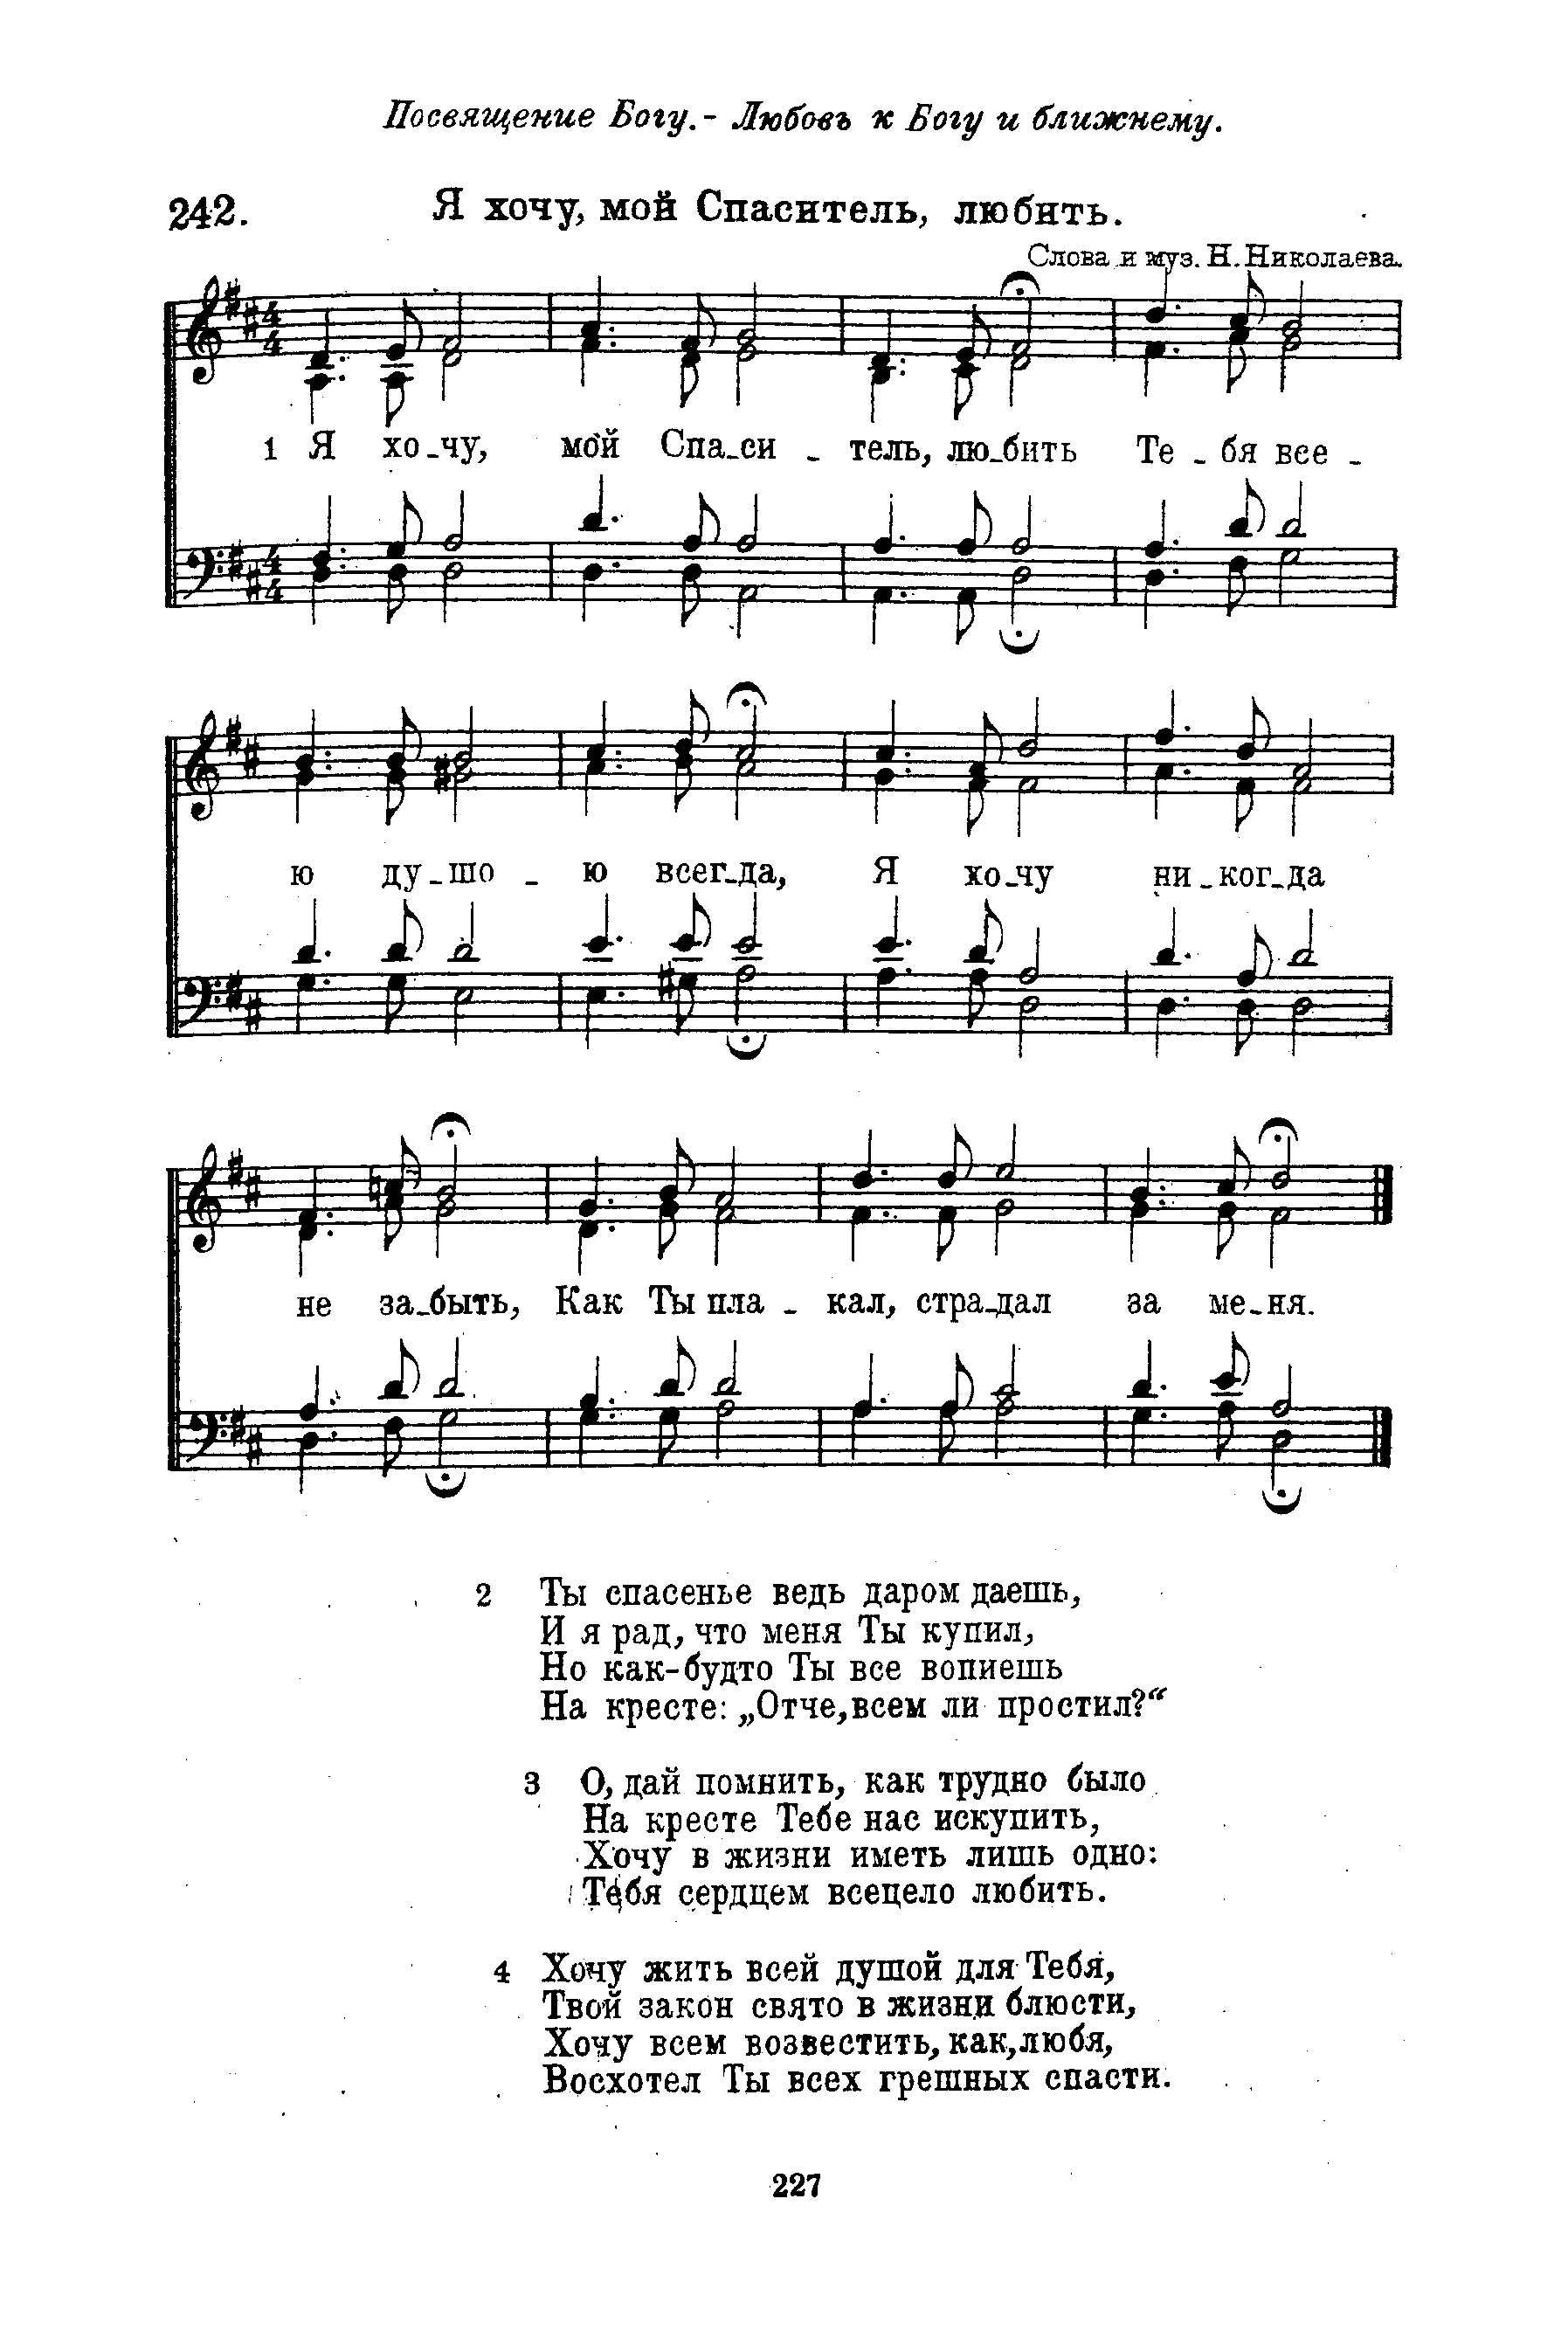 Посвящение Богу.- Любовь к Богу и ближнему.
242.
Я хочу, мой Спаситель, любить.
Слова и муз. Н. Николаева.
1 Я хо-чу, мой Спа-си - тель, лю-бить Те - бя все -
ю ду-шо - ю всег-да, Я хо-чу ни-ког-да
не за-быть, Как Ты пла - кал, стра-дал за ме-ня.
2 Ты спасенье ведь даром даешь,
И я рад, что меня Ты купил,
Но как-будто Ты все вопиешь
На кресте: „Отче, всем ли простил?“
3 О, дай помнить, как трудно было
На кресте Тебе нас искупить,
Хочу в жизни иметь лишь одно:
Тебя сердцем всецело любить.
4 Хочу жить всей душой для Тебя,
Твой закон свято в жизни блюсти,
Хочу всем возвестить, как, любя,
Восхотел Ты всех грешных спасти.
227